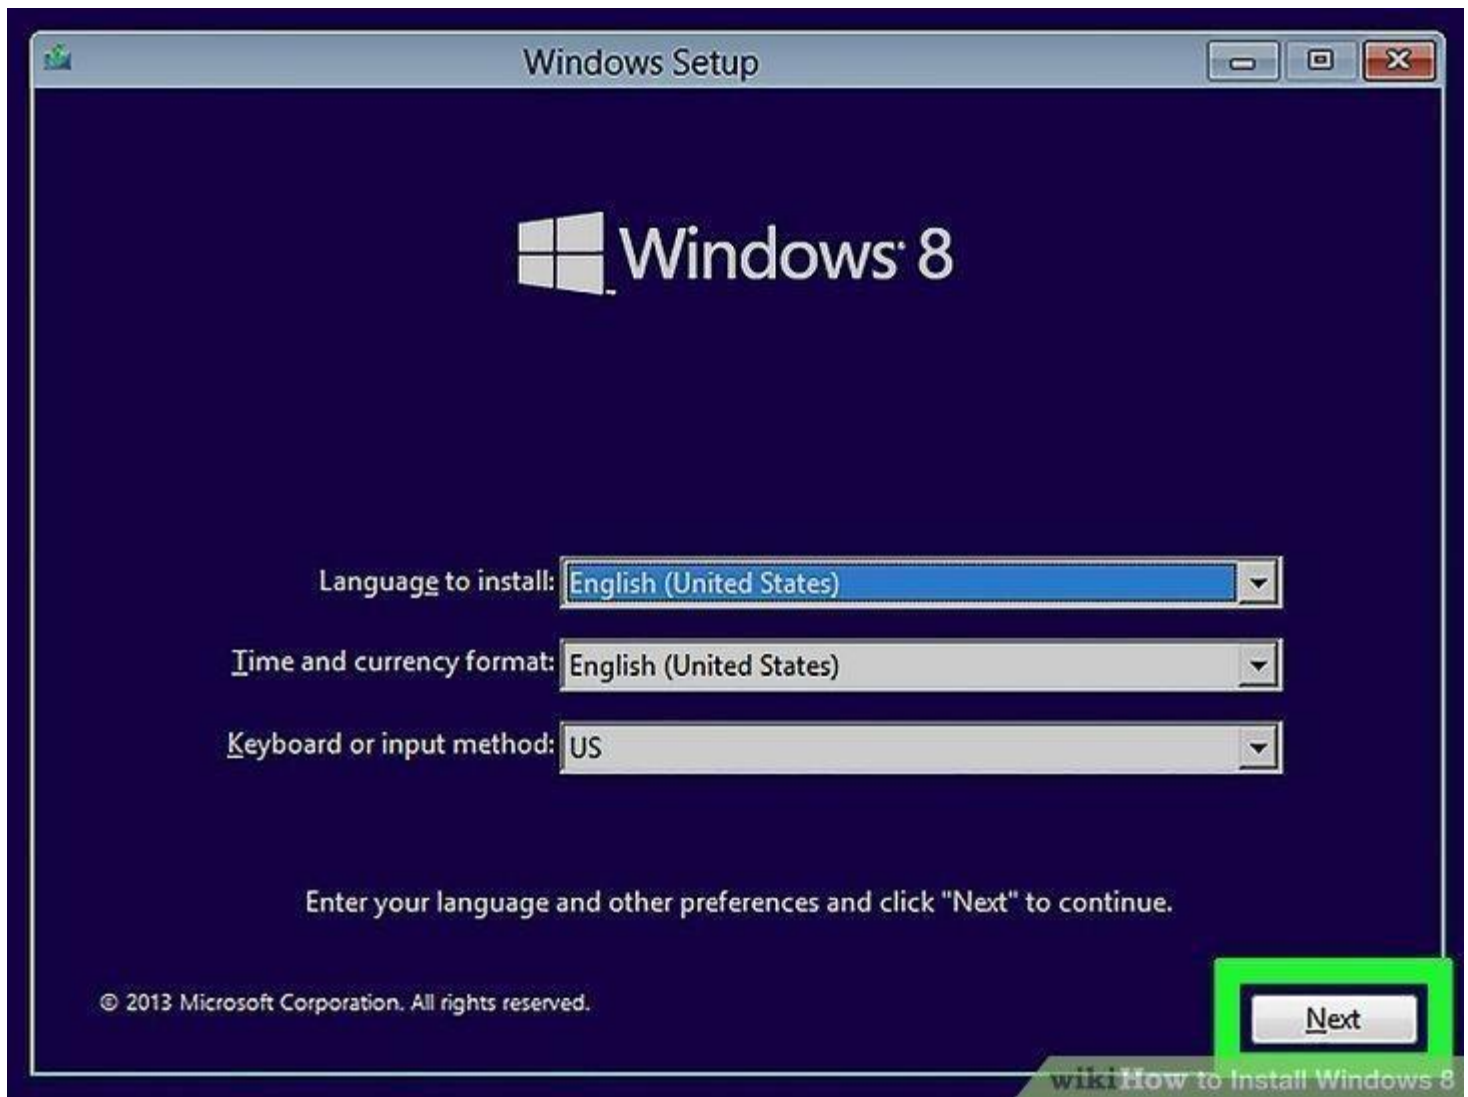 Windows Setup
Windows 8
Language to install: English (United States)
Time and currency format: English (United States)
Keyboard or input method: US
Enter your language and other preferences and click "Next" to continue.
© 2013 Microsoft Corporation. All rights reserved.
Next
wikiHow to Install Windows 8